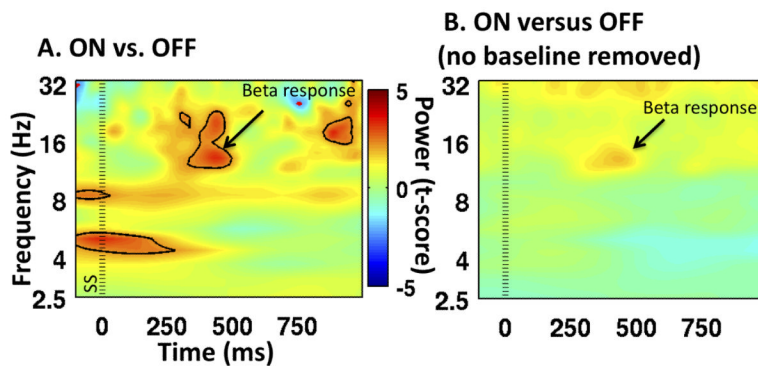 A. ON vs. OFF
B. ON versus OFF
(no baseline removed)
Frequency (Hz)
32
16
8
4
2.5
Beta response
SS
0
250
500
750
Time (ms)
5
0
-5
Power (t-score)
32
16
8
4
2.5
Beta response
0
250
500
750